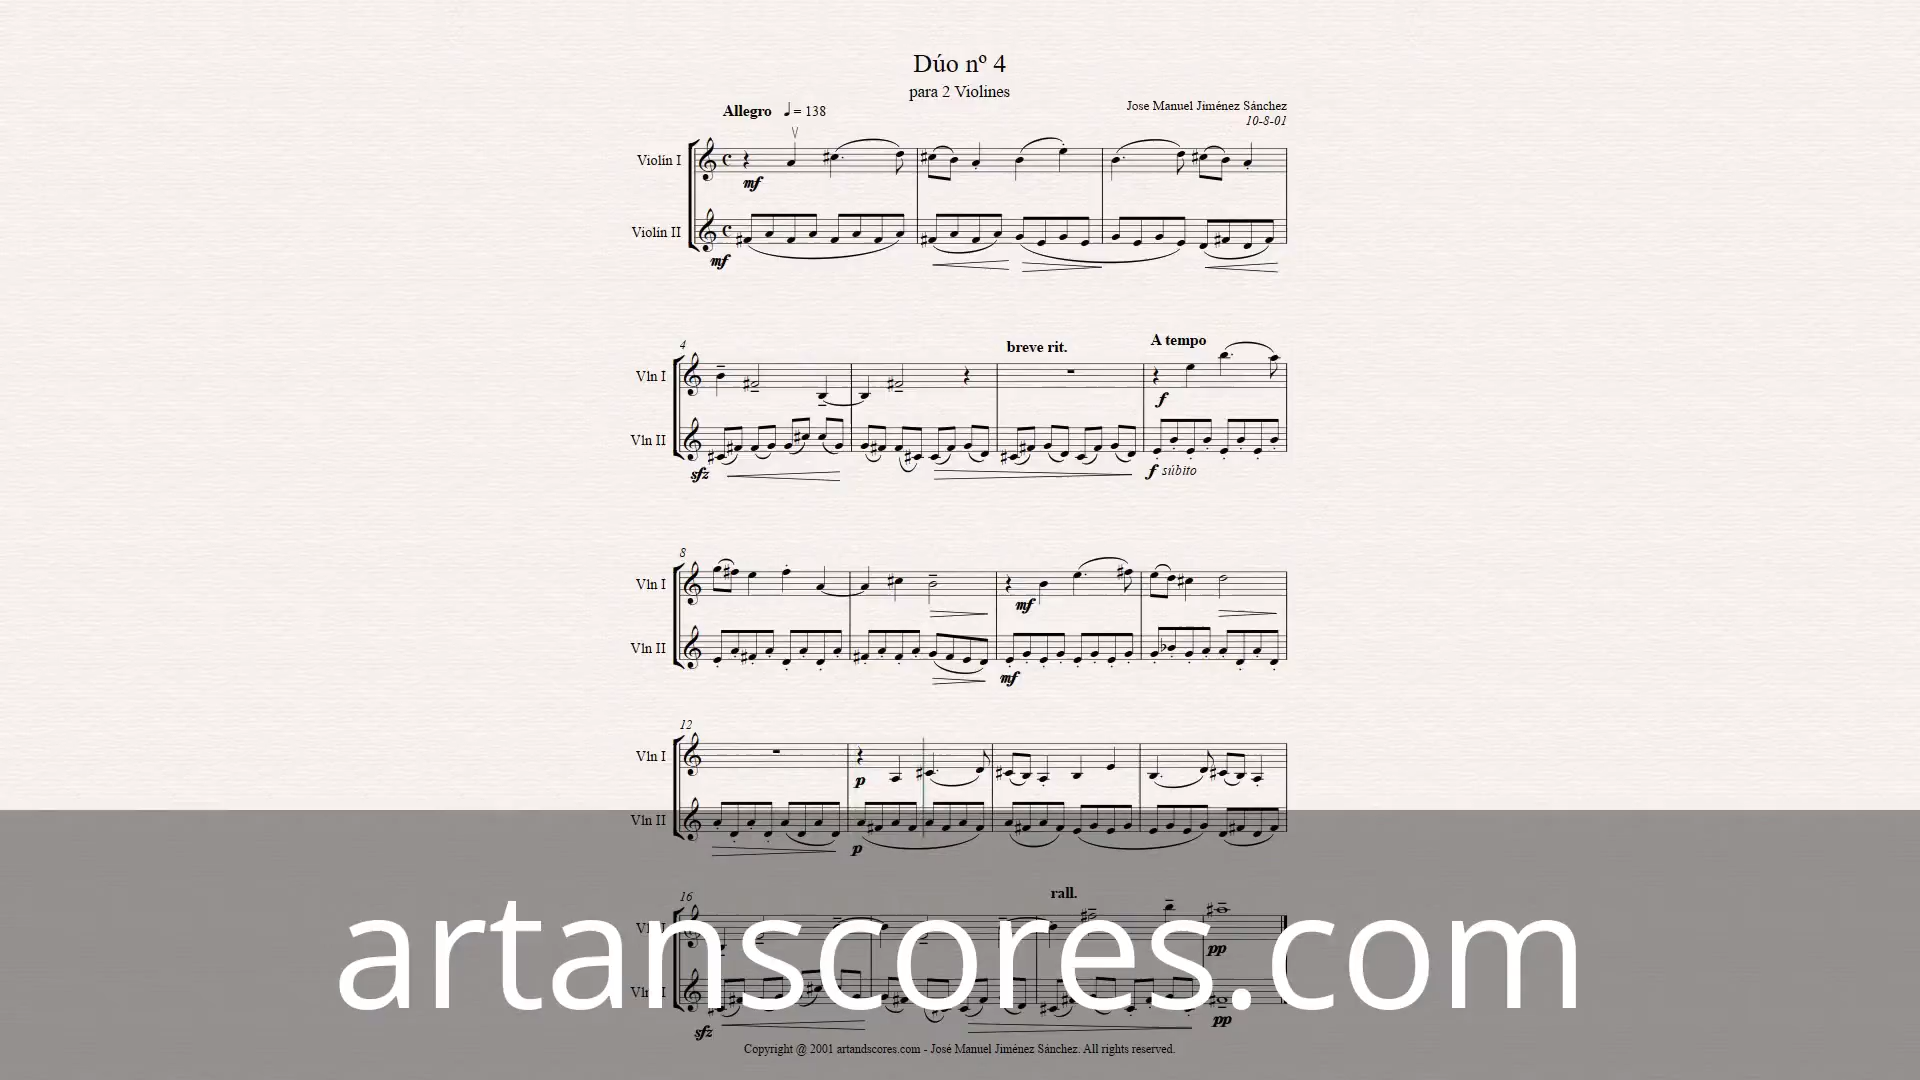 Dúo nº 4
para 2 Violines
Allegro ♩ = 138
Jose Manuel Jiménez Sánchez
10-8-01
Violín I
mf
Violín II
mf
4
breve rit.
A tempo
Vln I
f
Vln II
sfz
f súbito
8
Vln I
mf
Vln II
mf
12
Vln I
p
Vln II
p
16
rall.
pp
sfz
pp
artanscores.com
Copyright @ 2001 artandscores.com - José Manuel Jiménez Sánchez. All rights reserved.